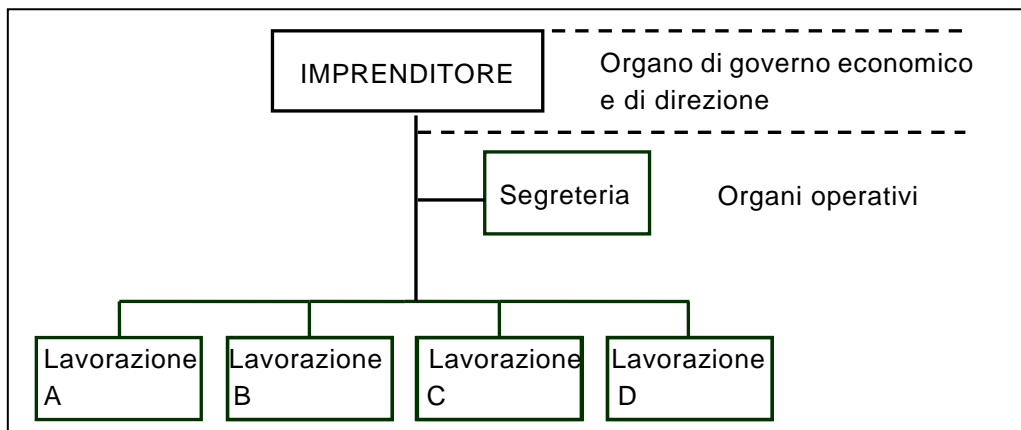 IMPRENDITORE
Organo di governo economico
e di direzione
Segreteria
Organi operativi
Lavorazione
A
Lavorazione
B
Lavorazione
C
Lavorazione
D